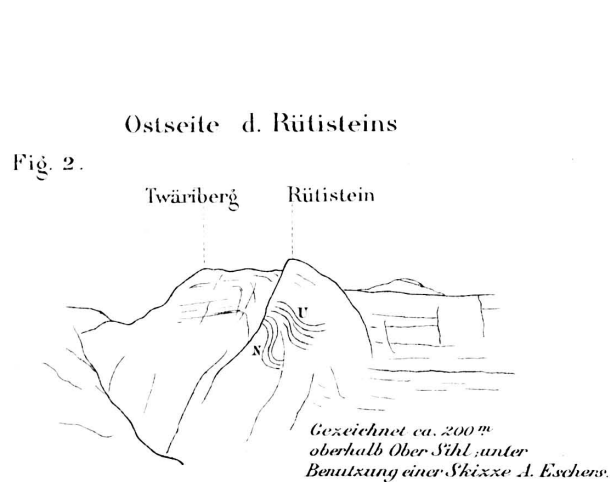 Ostseite d. Rütisteins
Fig. 2.
Twäriberg
Rütistein
U
N
Gezeichnet ca. 200 m
oberhalb Ober Sihl, unter
Benutzung einer Skizze A. Eschers.